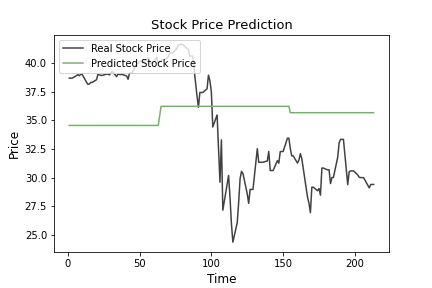 Stock Price Prediction
Real Stock Price
Predicted Stock Price
40.0
37.5
35.0
32.5
30.0
27.5
25.0
Price
0
50
100
150
200
Time